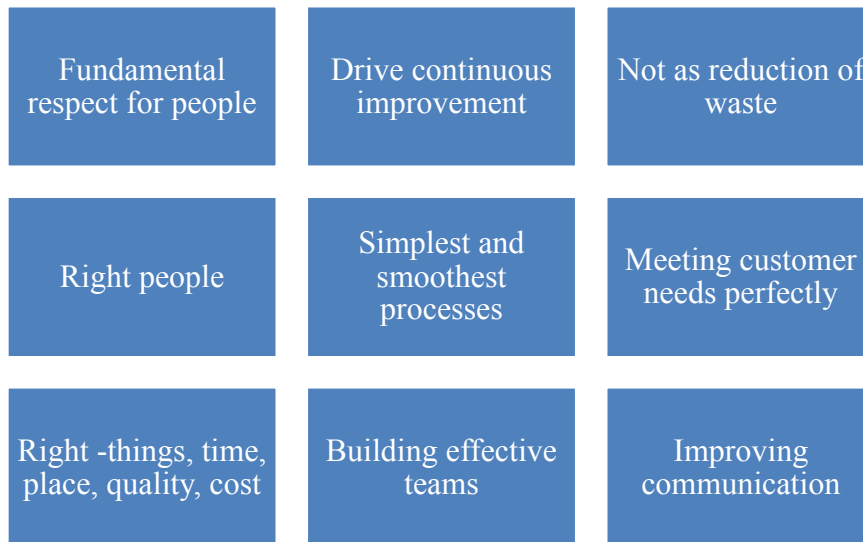 Fundamental
respect for people
Drive continuous
improvement
Not as reduction of
waste
Right people
Simplest and
smoothest
processes
Meeting customer
needs perfectly
Right -things, time,
place, quality, cost
Building effective
teams
Improving
communication